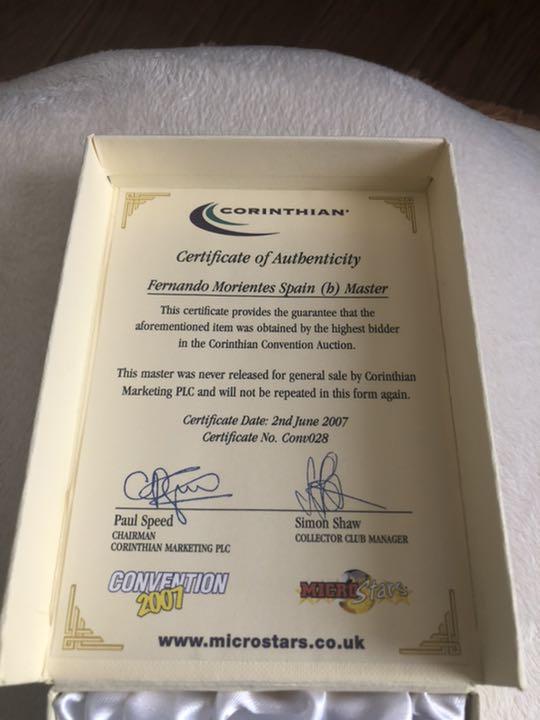 CORINTHIAN
Certificate of Authenticity
Fernando Morientes Spain (h) Master
This certificate provides the guarantee that the
aforementioned item was obtained by the highest bidder
in the Corinthian Convention Auction.
This master was never released for general sale by Corinthian
Marketing PLC and will not be repeated in this form again.
Certificate Date: 2nd June 2007
Certificate No. Conv028
Paul Speed
CHAIRMAN
CORINTHIAN MARKETING PLC
Simon Shaw
COLLECTOR CLUB MANAGER
CONVENTION
2007
MICRO Stars
www.microstars.co.uk